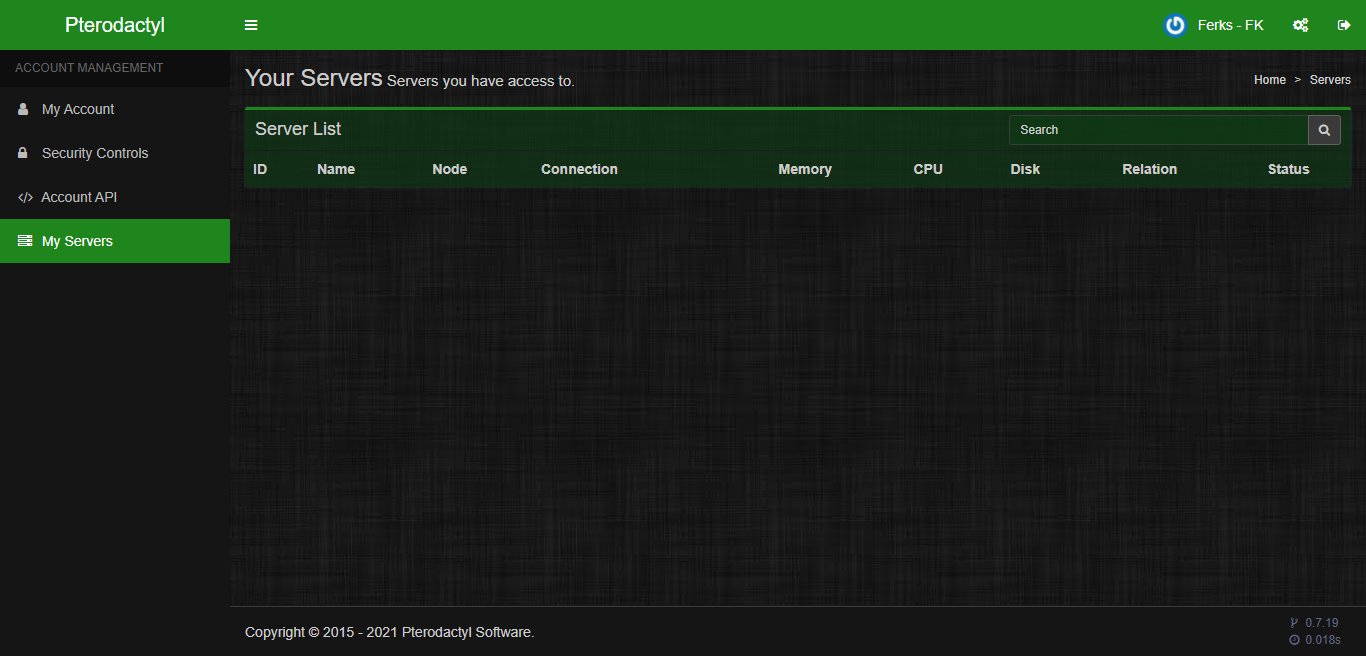 Pterodactyl
Ferks - FK
ACCOUNT MANAGEMENT
My Account
Security Controls
Account API
My Servers
Your Servers Servers you have access to.
Home > Servers
Server List
Search
ID Name Node Connection Memory CPU Disk Relation Status
Copyright © 2015 - 2021 Pterodactyl Software.
0.7.19
0.018s